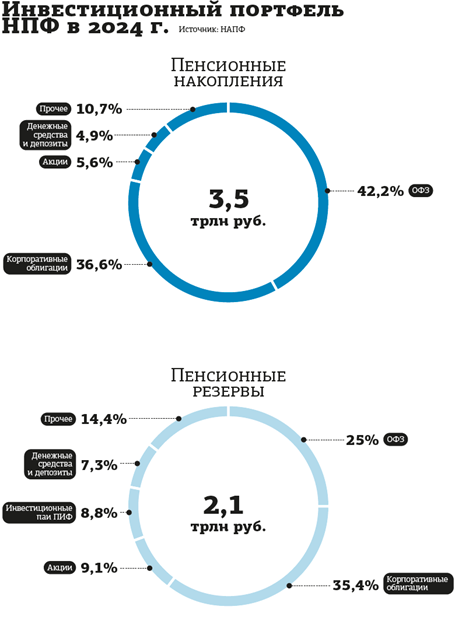 Инвестиционный портфель
НПФ в 2024 г. Источник: НАПФ
Пенсионные
накопления
Прочее 10,7%
Денежные
средства
и депозиты
4,9%
Акции 5,6%
42,2% ОФЗ
3,5
трлн руб.
Корпоративные
облигации
36,6%
Пенсионные
резервы
Прочее 14,4%
25% ОФЗ
Денежные
средства
и депозиты
7,3%
Инвестиционные
паи ПИФ
8,8%
2,1
трлн руб.
Акции 9,1%
35,4%
Корпоративные
облигации